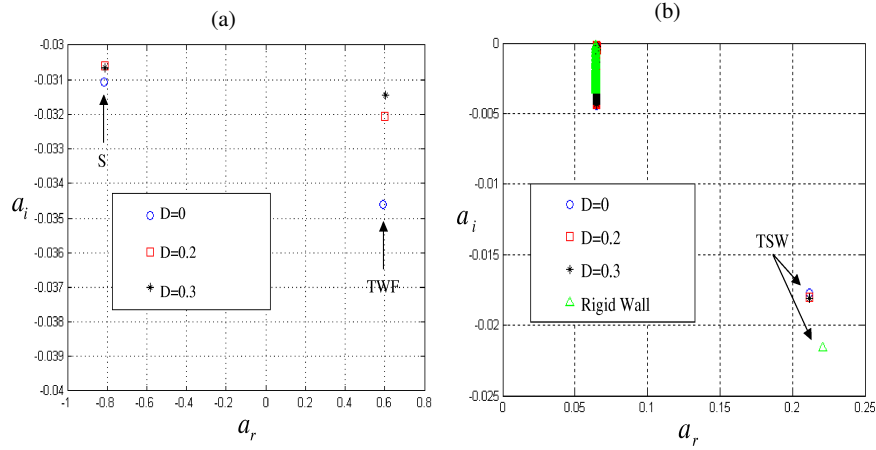 (a)
-0.03
-0.031
-0.032
-0.033
-0.034
-0.035
-0.036
-0.037
-0.038
-0.039
-0.04
a_i
S
D=0
D=0.2
D=0.3
TWF
-1 -0.8 -0.6 -0.4 -0.2 0 0.2 0.4 0.6 0.8
a_r
(b)
0
-0.005
-0.01
-0.015
-0.02
-0.025
a_i
D=0
D=0.2
D=0.3
Rigid Wall
TSW
0 0.05 0.1 0.15 0.2 0.25
a_r